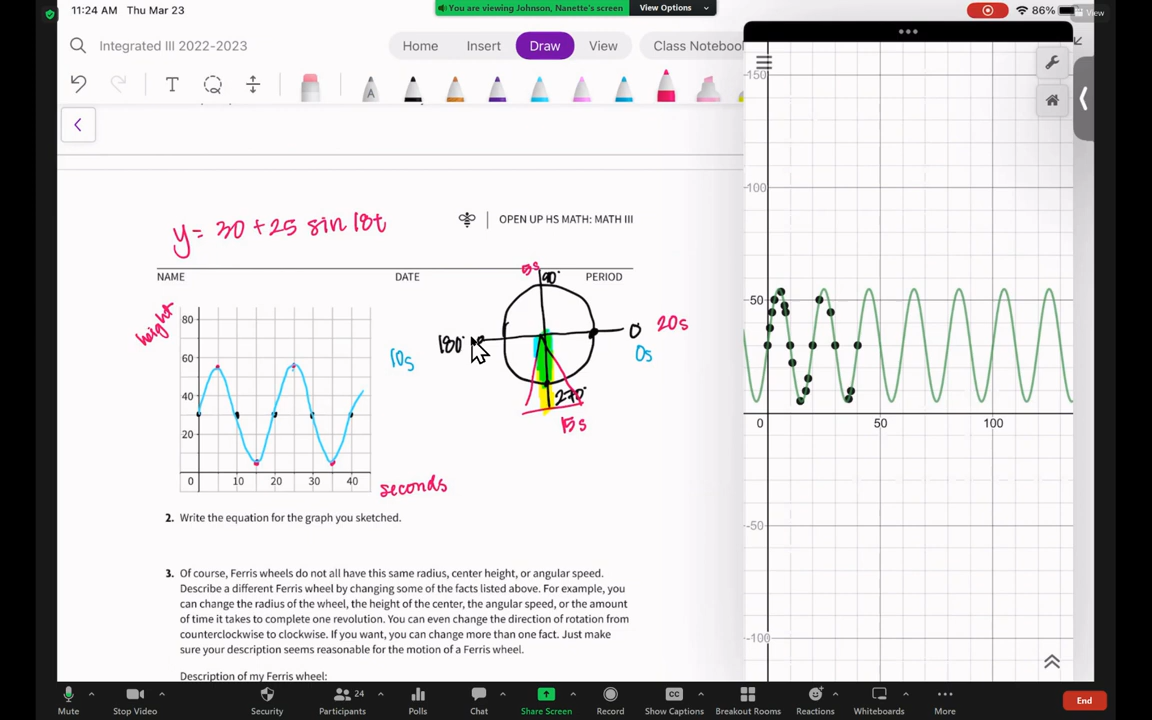 11:24 AM Thu Mar 23
You are viewing Johnson, Nanette's screen
View Options
86%
View
Integrated III 2022-2023
Home Insert Draw View Class Notebook
y = 30 + 25 sin 18t
OPEN UP HS MATH: MATH III
NAME DATE PERIOD
height
80
60
40
20
0 10 20 30 40
seconds
5s
90°
180°
10s
0 20s
0s
270°
15s
2. Write the equation for the graph you sketched.
3. Of course, Ferris wheels do not all have this same radius, center height, or angular speed.
Describe a different Ferris wheel by changing some of the facts listed above. For example, you
can change the radius of the wheel, the height of the center, the angular speed, or the amount
of time it takes to complete one revolution. You can even change the direction of rotation from
counterclockwise to clockwise. If you want, you can change more than one fact. Just make
sure your description seems reasonable for the motion of a Ferris wheel.
Description of my Ferris wheel:
150
100
50
0 50 100
-50
-100
Mute Stop Video Security Participants 24 Polls Chat Share Screen Record Show Captions Breakout Rooms Reactions Whiteboards More End